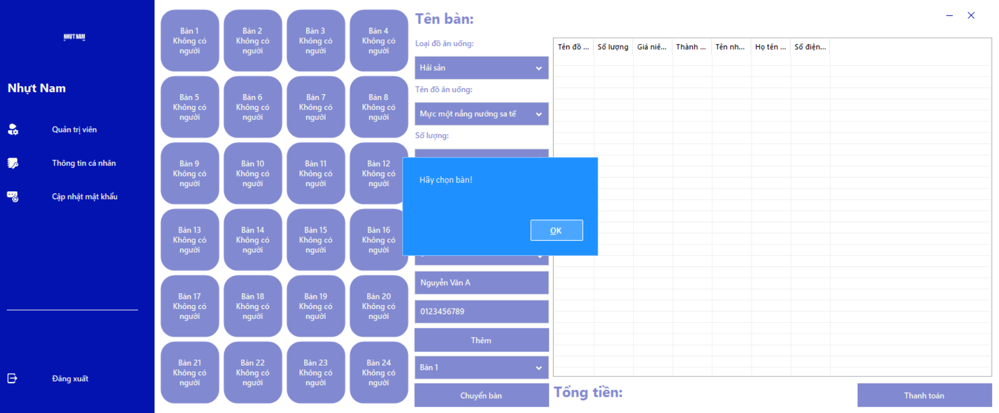 NHỰT NAM
Nhựt Nam
Quản trị viên
Thông tin cá nhân
Cập nhật mật khẩu
Đăng xuất
Bàn 1
Không có
người
Bàn 2
Không có
người
Bàn 3
Không có
người
Bàn 4
Không có
người
Bàn 5
Không có
người
Bàn 6
Không có
người
Bàn 7
Không có
người
Bàn 8
Không có
người
Bàn 9
Không có
người
Bàn 10
Không có
người
Bàn 11
Không có
người
Bàn 12
Không có
người
Bàn 13
Không có
người
Bàn 14
Không có
người
Bàn 15
Không có
người
Bàn 16
Không có
người
Bàn 17
Không có
người
Bàn 18
Không có
người
Bàn 19
Không có
người
Bàn 20
Không có
người
Bàn 21
Không có
người
Bàn 22
Không có
người
Bàn 23
Không có
người
Bàn 24
Không có
người
Tên bàn:
Loại đồ ăn uống:
Hải sản
Tên đồ ăn uống:
Mực một nắng nướng sa tế
Số lượng:
Hãy chọn bàn!
OK
Nguyễn Văn A
0123456789
Thêm
Bàn 1
Chuyển bàn
Tên đồ ... Số lượng Giá niê... Thành ... Tên nh... Họ tên ... Số điện...
Tổng tiền:
Thanh toán